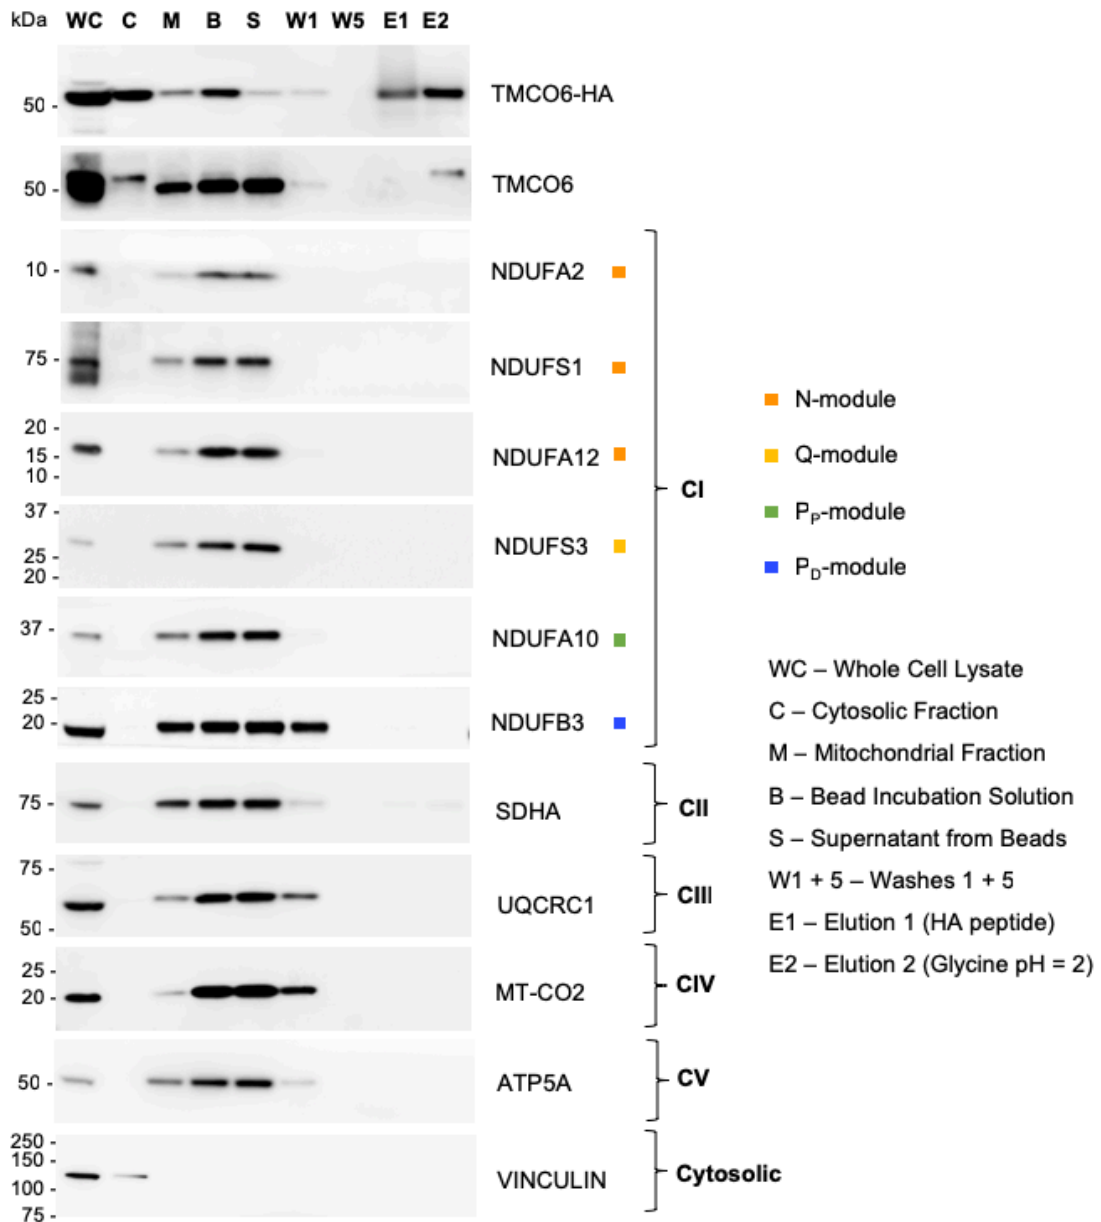 kDa WC C M B S W1 W5 E1 E2
50 - TMCO6-HA
50 - TMCO6
10 - NDUFA2
75 - NDUFS1
20 -
15 - NDUFA12
10 -
37 -
25 - NDUFS3
20 -
37 - NDUFA10
25 -
20 - NDUFB3
CI
75 - SDHA CII
75 -
50 - UQCRC1 CIII
25 -
20 - MT-CO2 CIV
50 - ATP5A CV
250 -
150 -
100 - VINCULIN Cytosolic
75 -
N-module
Q-module
PP-module
PD-module
WC – Whole Cell Lysate
C – Cytosolic Fraction
M – Mitochondrial Fraction
B – Bead Incubation Solution
S – Supernatant from Beads
W1 + 5 – Washes 1 + 5
E1 – Elution 1 (HA peptide)
E2 – Elution 2 (Glycine pH = 2)